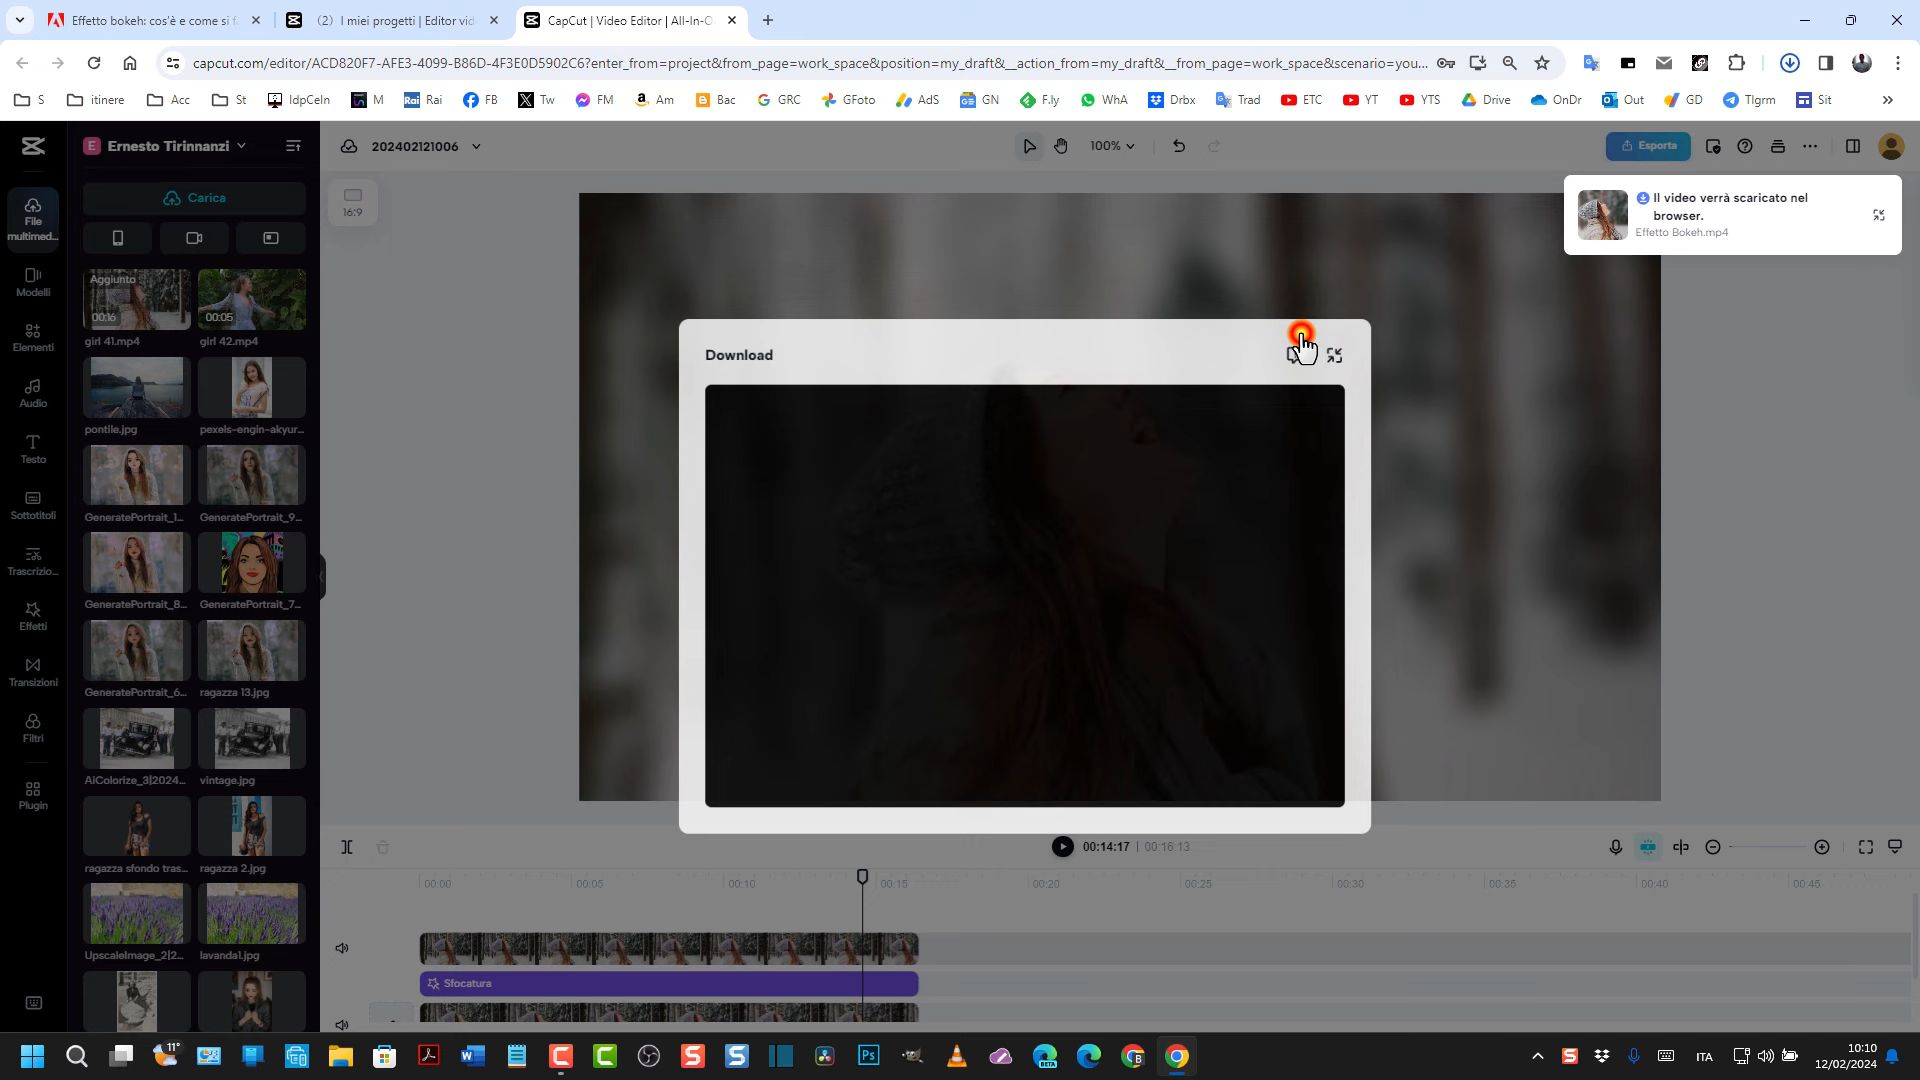 Effetto bokeh: cos'è e come si f
(2) I miei progetti | Editor vid
CapCut | Video Editor | All-In-O
capcut.com/editor/ACD820F7-AFE3-4099-B86D-4F3E0D5902C6?enter_from=project&from_page=work_space&position=my_draft&__action_from=my_draft&__from_page=work_space&scenario=you...
S
itinere
Acc
St
IdpCeIn
M
Rai
FB
Tw
FM
Am
Bac
GRC
GFoto
AdS
GN
F.ly
WhA
Drbx
Trad
ETC
YT
YTS
Drive
OnDr
Out
GD
Tlgrm
Sit
E Ernesto Tirinnanzi
202402121006
100%
Esporta
Carica
File multimed...
Modelli
Elementi
Audio
Testo
Sottotitoli
Trascrizio...
Effetti
Transizioni
Filtri
Plugin
Aggiunto
00:16
00:05
girl 41.mp4
girl 42.mp4
pontile.jpg
pexels-engin-akyur...
GeneratePortrait_1...
GeneratePortrait_9...
GeneratePortrait_8...
GeneratePortrait_7...
GeneratePortrait_6...
ragazza 13.jpg
AiColorize_3|2024...
vintage.jpg
ragazza sfondo tras...
ragazza 2.jpg
UpscaleImage_2|2...
lavanda1.jpg
16:9
Il video verrà scaricato nel
browser.
Effetto Bokeh.mp4
Download
00:14:17 | 00:16:13
00:00
00:05
00:10
00:15
00:20
00:25
00:30
00:35
00:40
00:45
Sfocatura
11°
ITA
10:10
12/02/2024